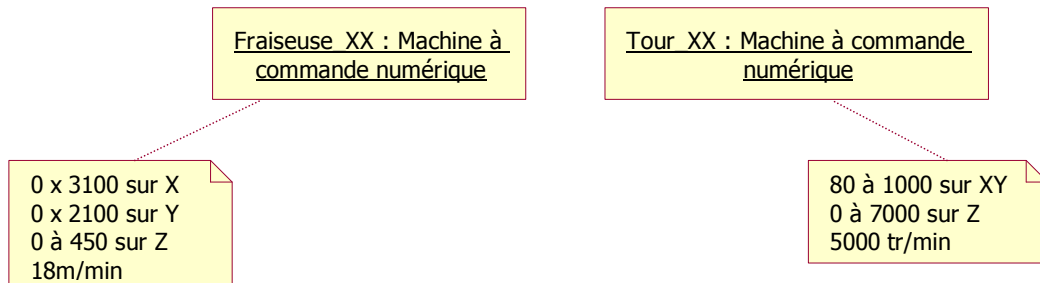 Fraiseuse_XX : Machine à
commande numérique
Tour_XX : Machine à commande
numérique
0 x 3100 sur X
0 x 2100 sur Y
0 à 450 sur Z
18m/min
80 à 1000 sur XY
0 à 7000 sur Z
5000 tr/min